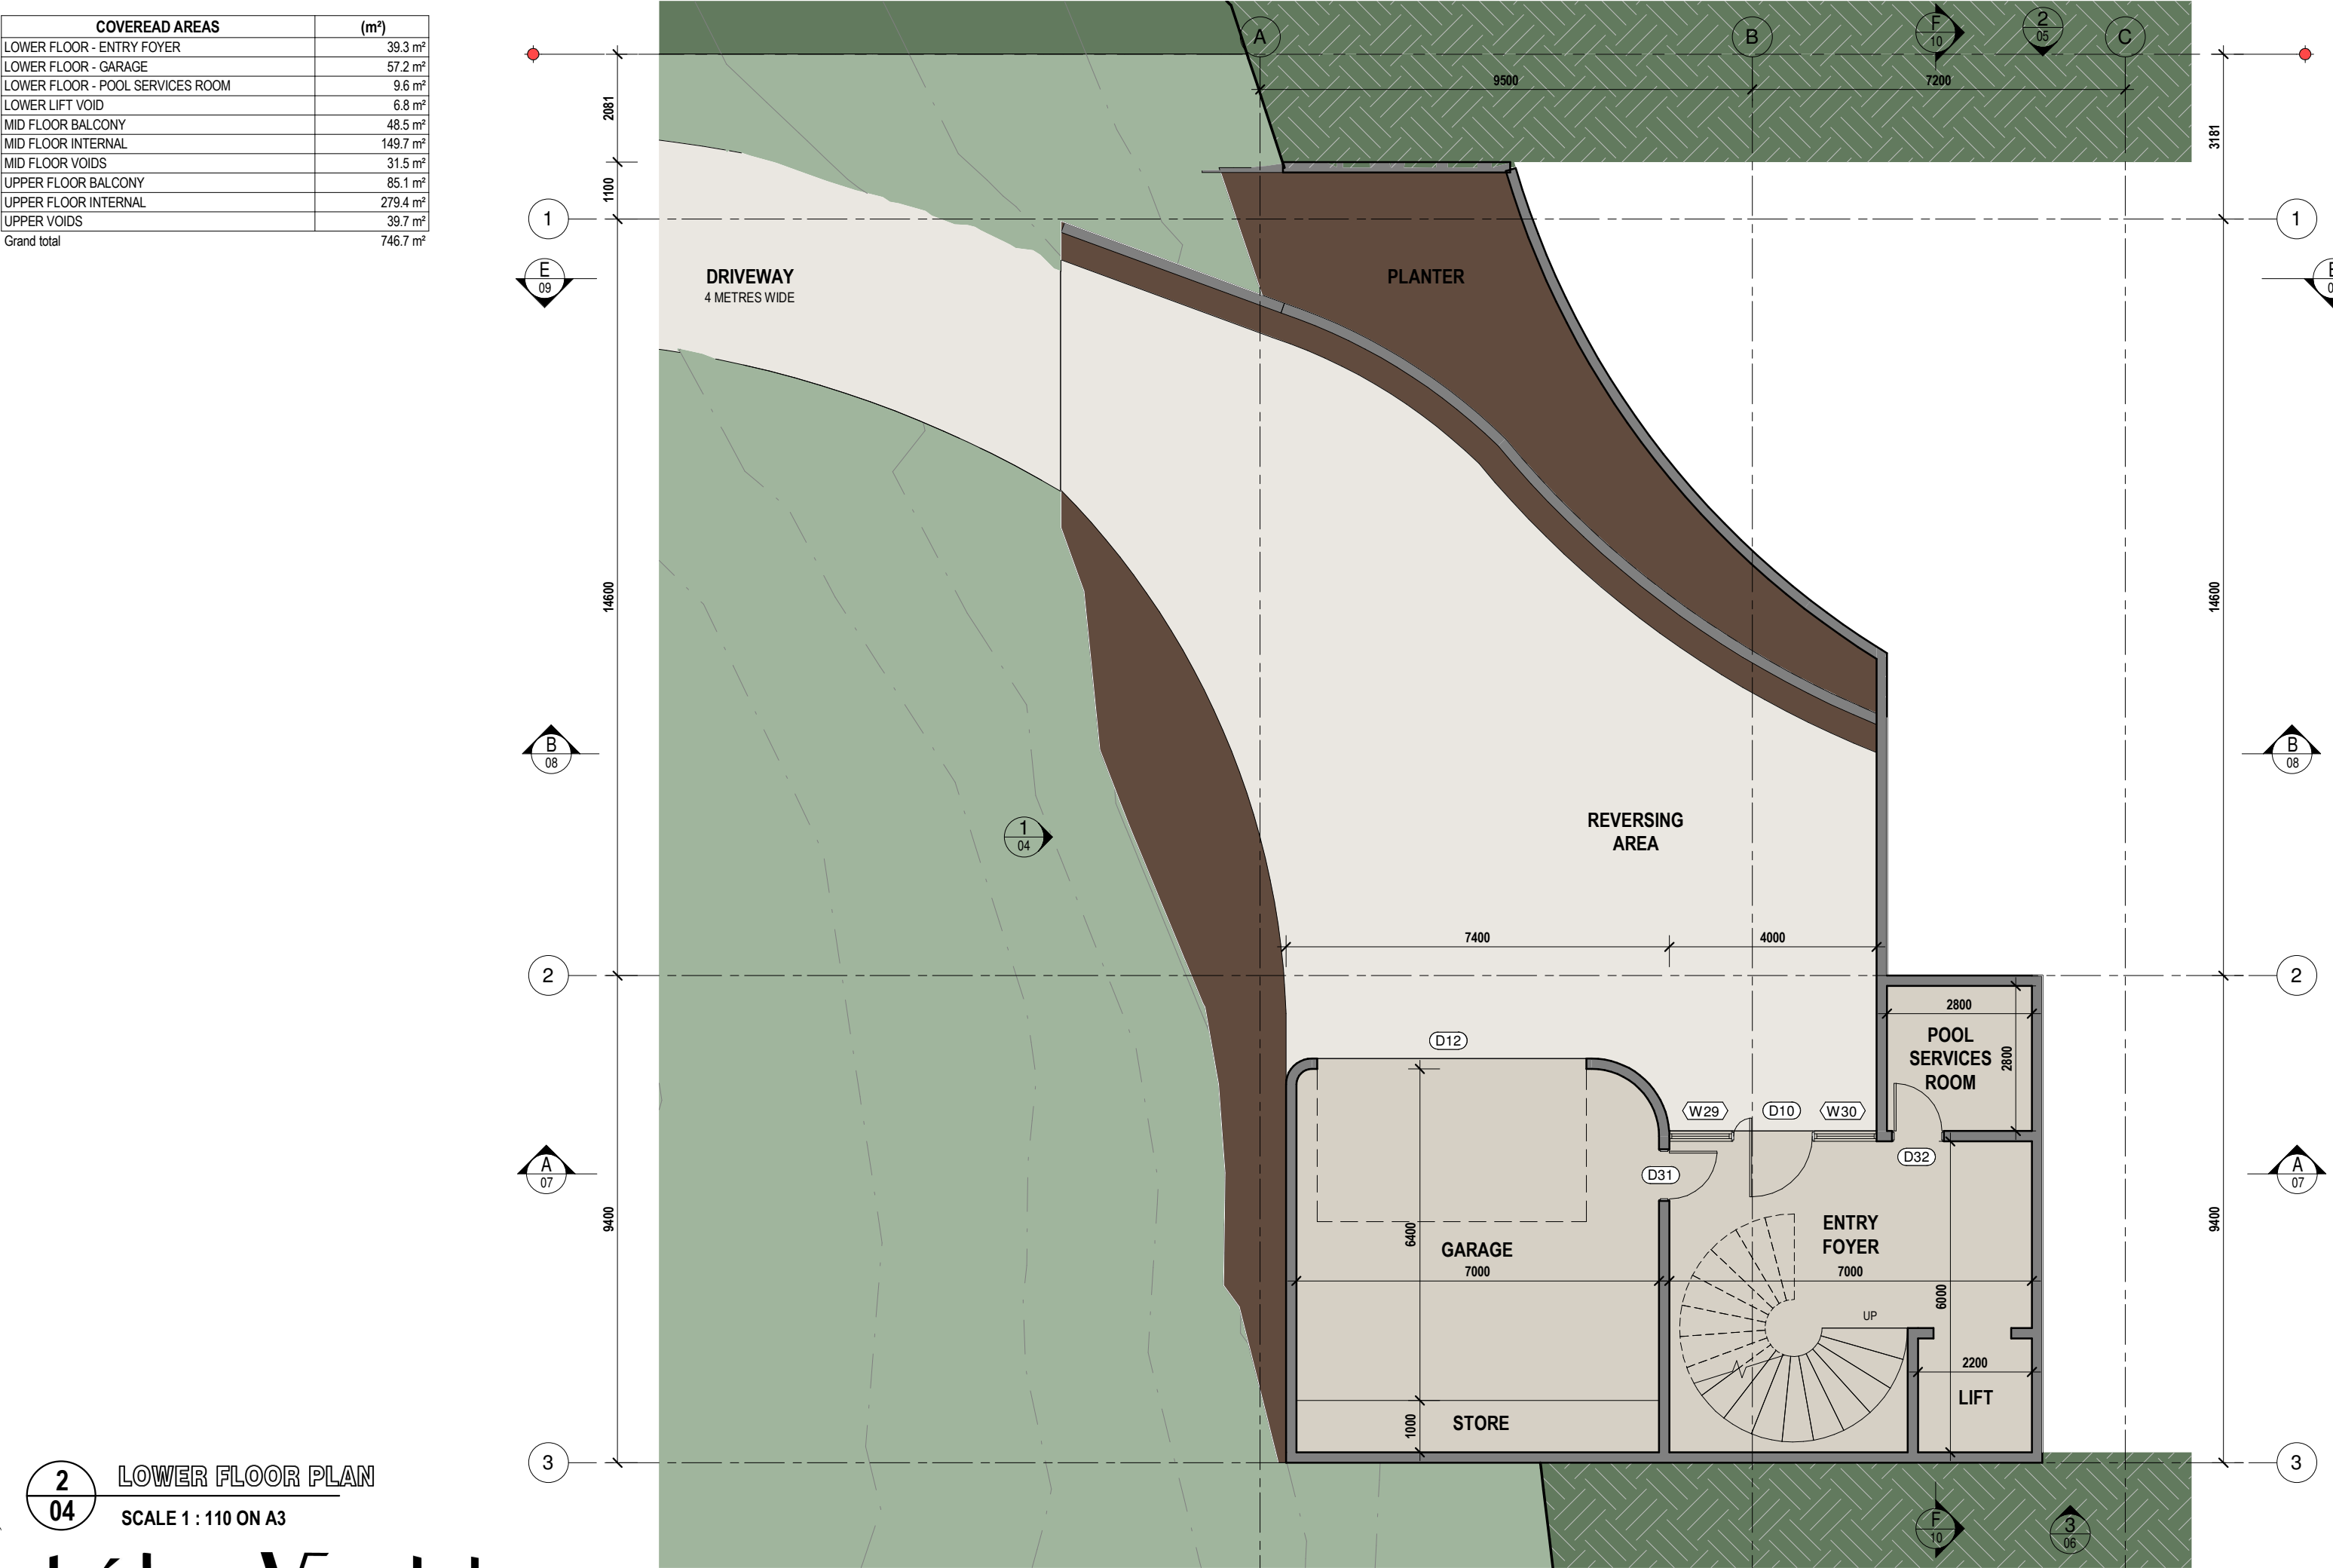 COVEREAD AREAS (m²)
LOWER FLOOR - ENTRY FOYER 39.3 m²
LOWER FLOOR - GARAGE 57.2 m²
LOWER FLOOR - POOL SERVICES ROOM 9.6 m²
LOWER LIFT VOID 6.8 m²
MID FLOOR BALCONY 48.5 m²
MID FLOOR INTERNAL 149.7 m²
MID FLOOR VOIDS 31.5 m²
UPPER FLOOR BALCONY 85.1 m²
UPPER FLOOR INTERNAL 279.4 m²
UPPER VOIDS 39.7 m²
Grand total 746.7 m²
A
B
F
10
2
05
C
9500
7200
2081
3181
1100
1
1
E
09
DRIVEWAY
4 METRES WIDE
PLANTER
14600
14600
B
08
B
08
1
04
REVERSING
AREA
7400
4000
2
2
2800
POOL
SERVICES
ROOM
2800
D12
W29
D10
W30
D31
D32
A
07
A
07
9400
9400
6400
GARAGE
7000
ENTRY
FOYER
7000
6000
UP
2200
LIFT
1000
STORE
3
3
2
04
LOWER FLOOR PLAN
SCALE 1 : 110 ON A3
F
10
3
06